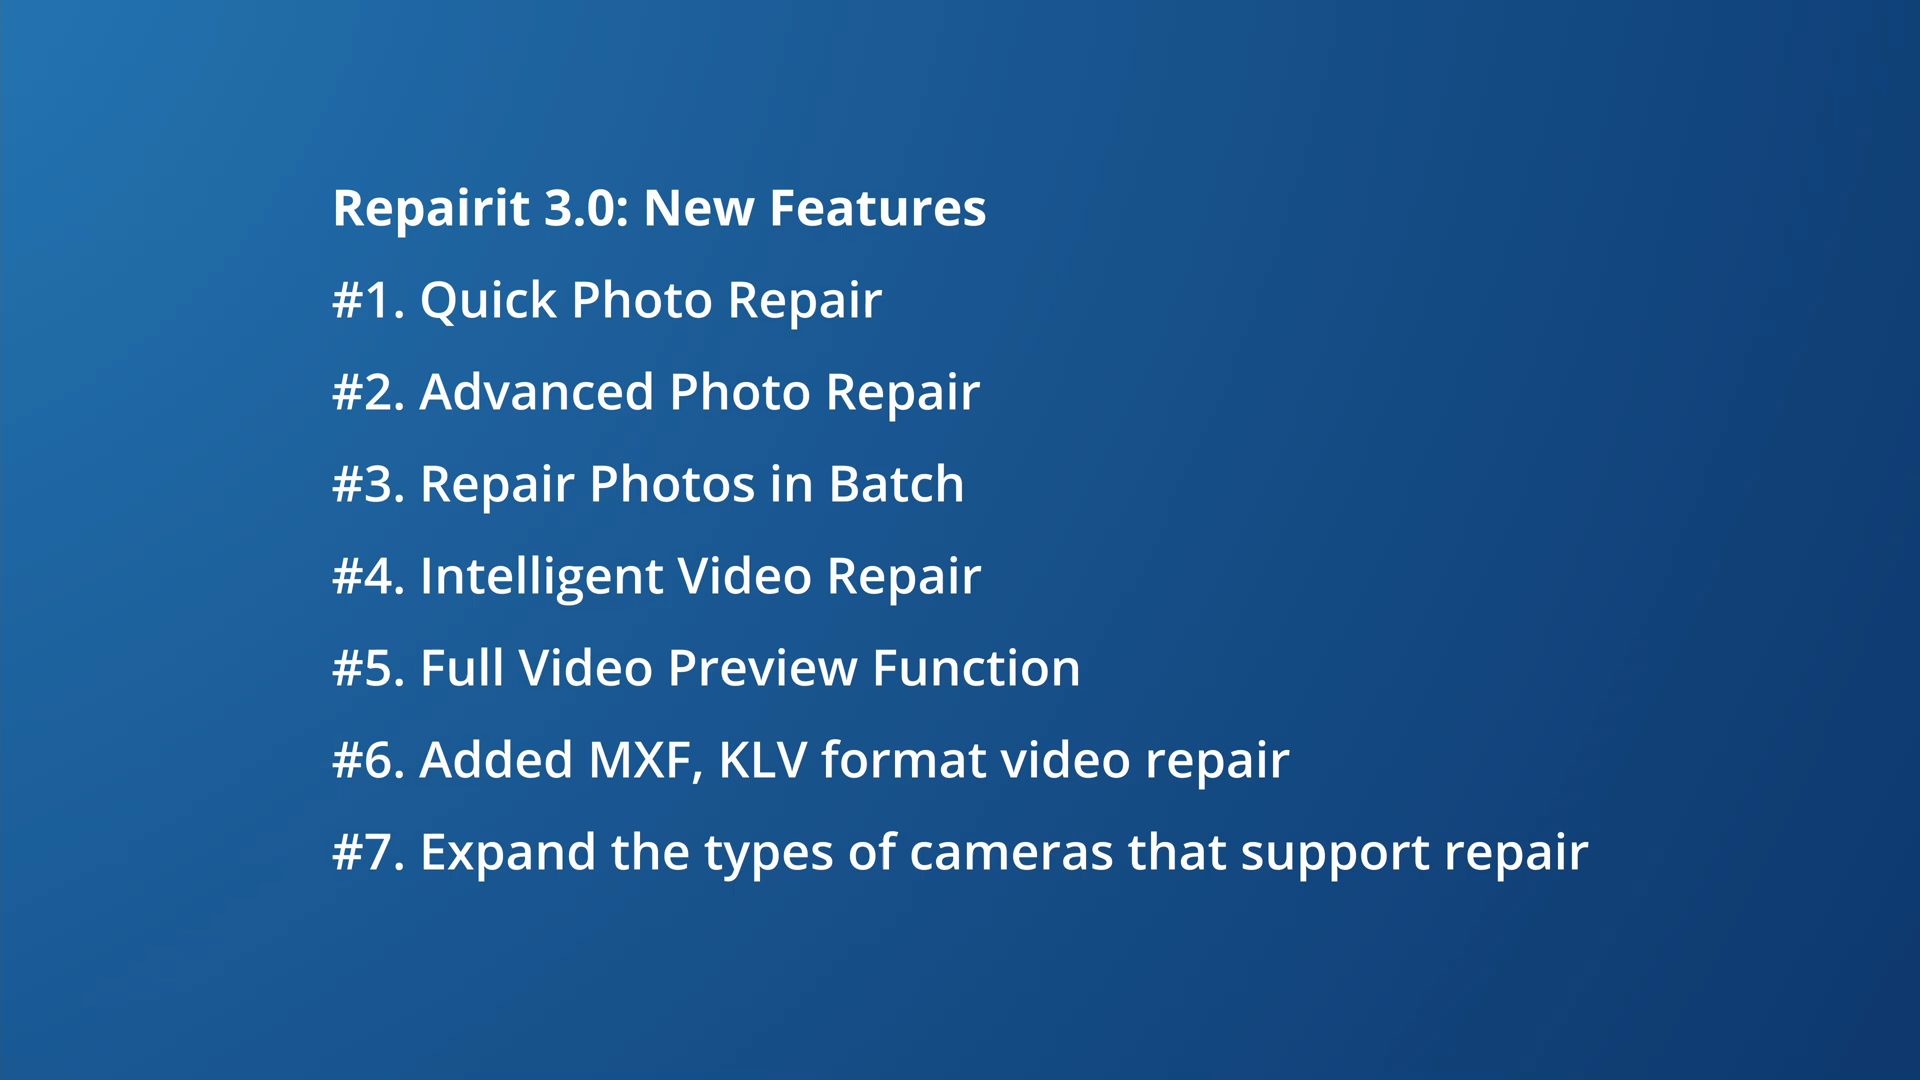 Repairit 3.0: New Features
#1. Quick Photo Repair
#2. Advanced Photo Repair
#3. Repair Photos in Batch
#4. Intelligent Video Repair
#5. Full Video Preview Function
#6. Added MXF, KLV format video repair
#7. Expand the types of cameras that support repair